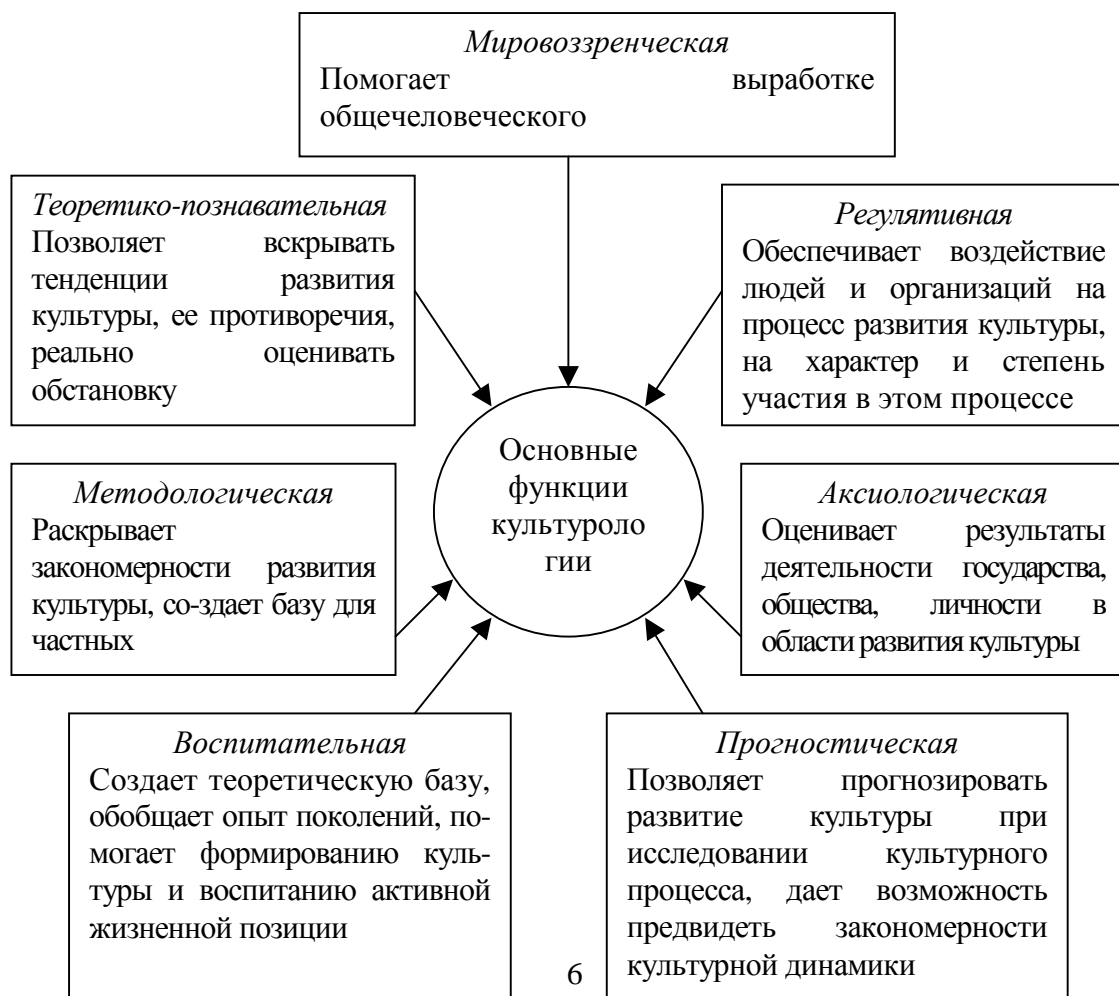 Мировоззренческая
Помогает выработке
общечеловеческого
Теоретико-познавательная
Позволяет вскрывать
тенденции развития
культуры, ее противоречия,
реально оценивать
обстановку
Регулятивная
Обеспечивает воздействие
людей и организаций на
процесс развития культуры,
на характер и степень
участия в этом процессе
Основные
функции
культуроло
гии
Методологическая
Раскрывает
закономерности развития
культуры, со-здает базу для
частных
Аксиологическая
Оценивает результаты
деятельности государства,
общества, личности в
области развития культуры
Воспитательная
Создает теоретическую базу,
обобщает опыт поколений, по-
могает формированию куль-
туры и воспитанию активной
жизненной позиции
Прогностическая
Позволяет прогнозировать
развитие культуры при
исследовании культурного
процесса, дает возможность
предвидеть закономерности
культурной динамики
6